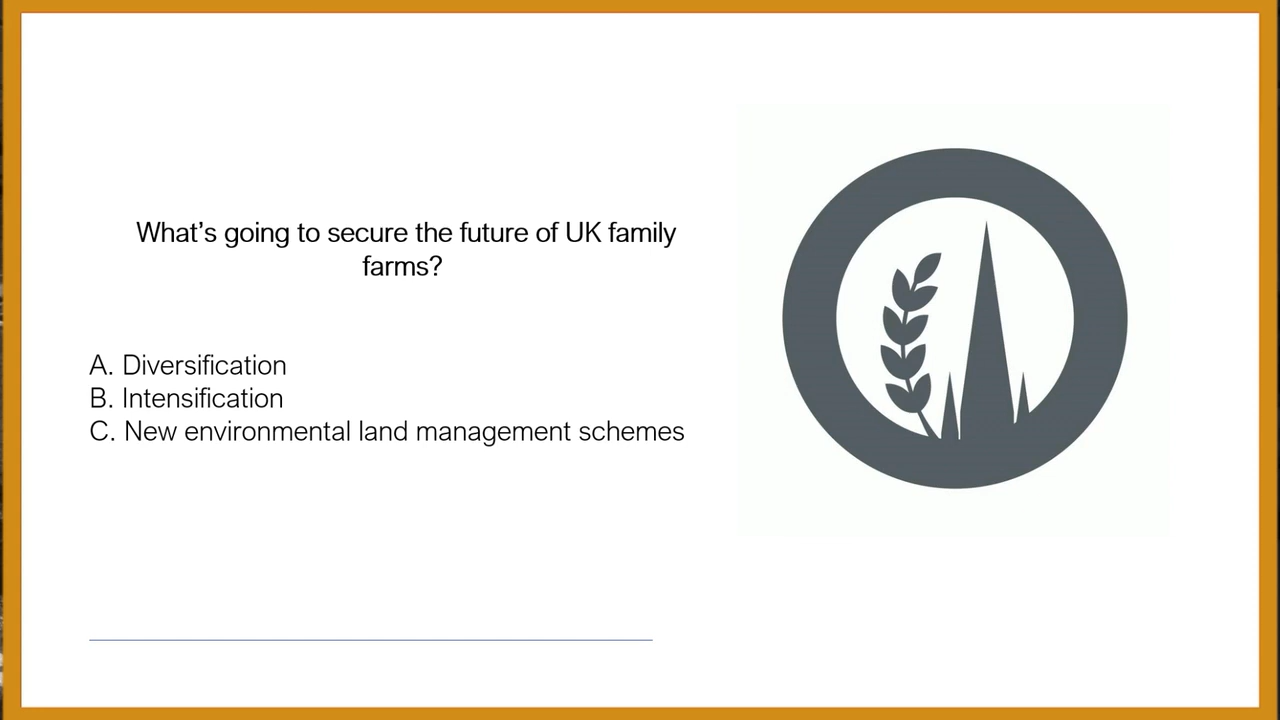 What’s going to secure the future of UK family
farms?
A. Diversification
B. Intensification
C. New environmental land management schemes